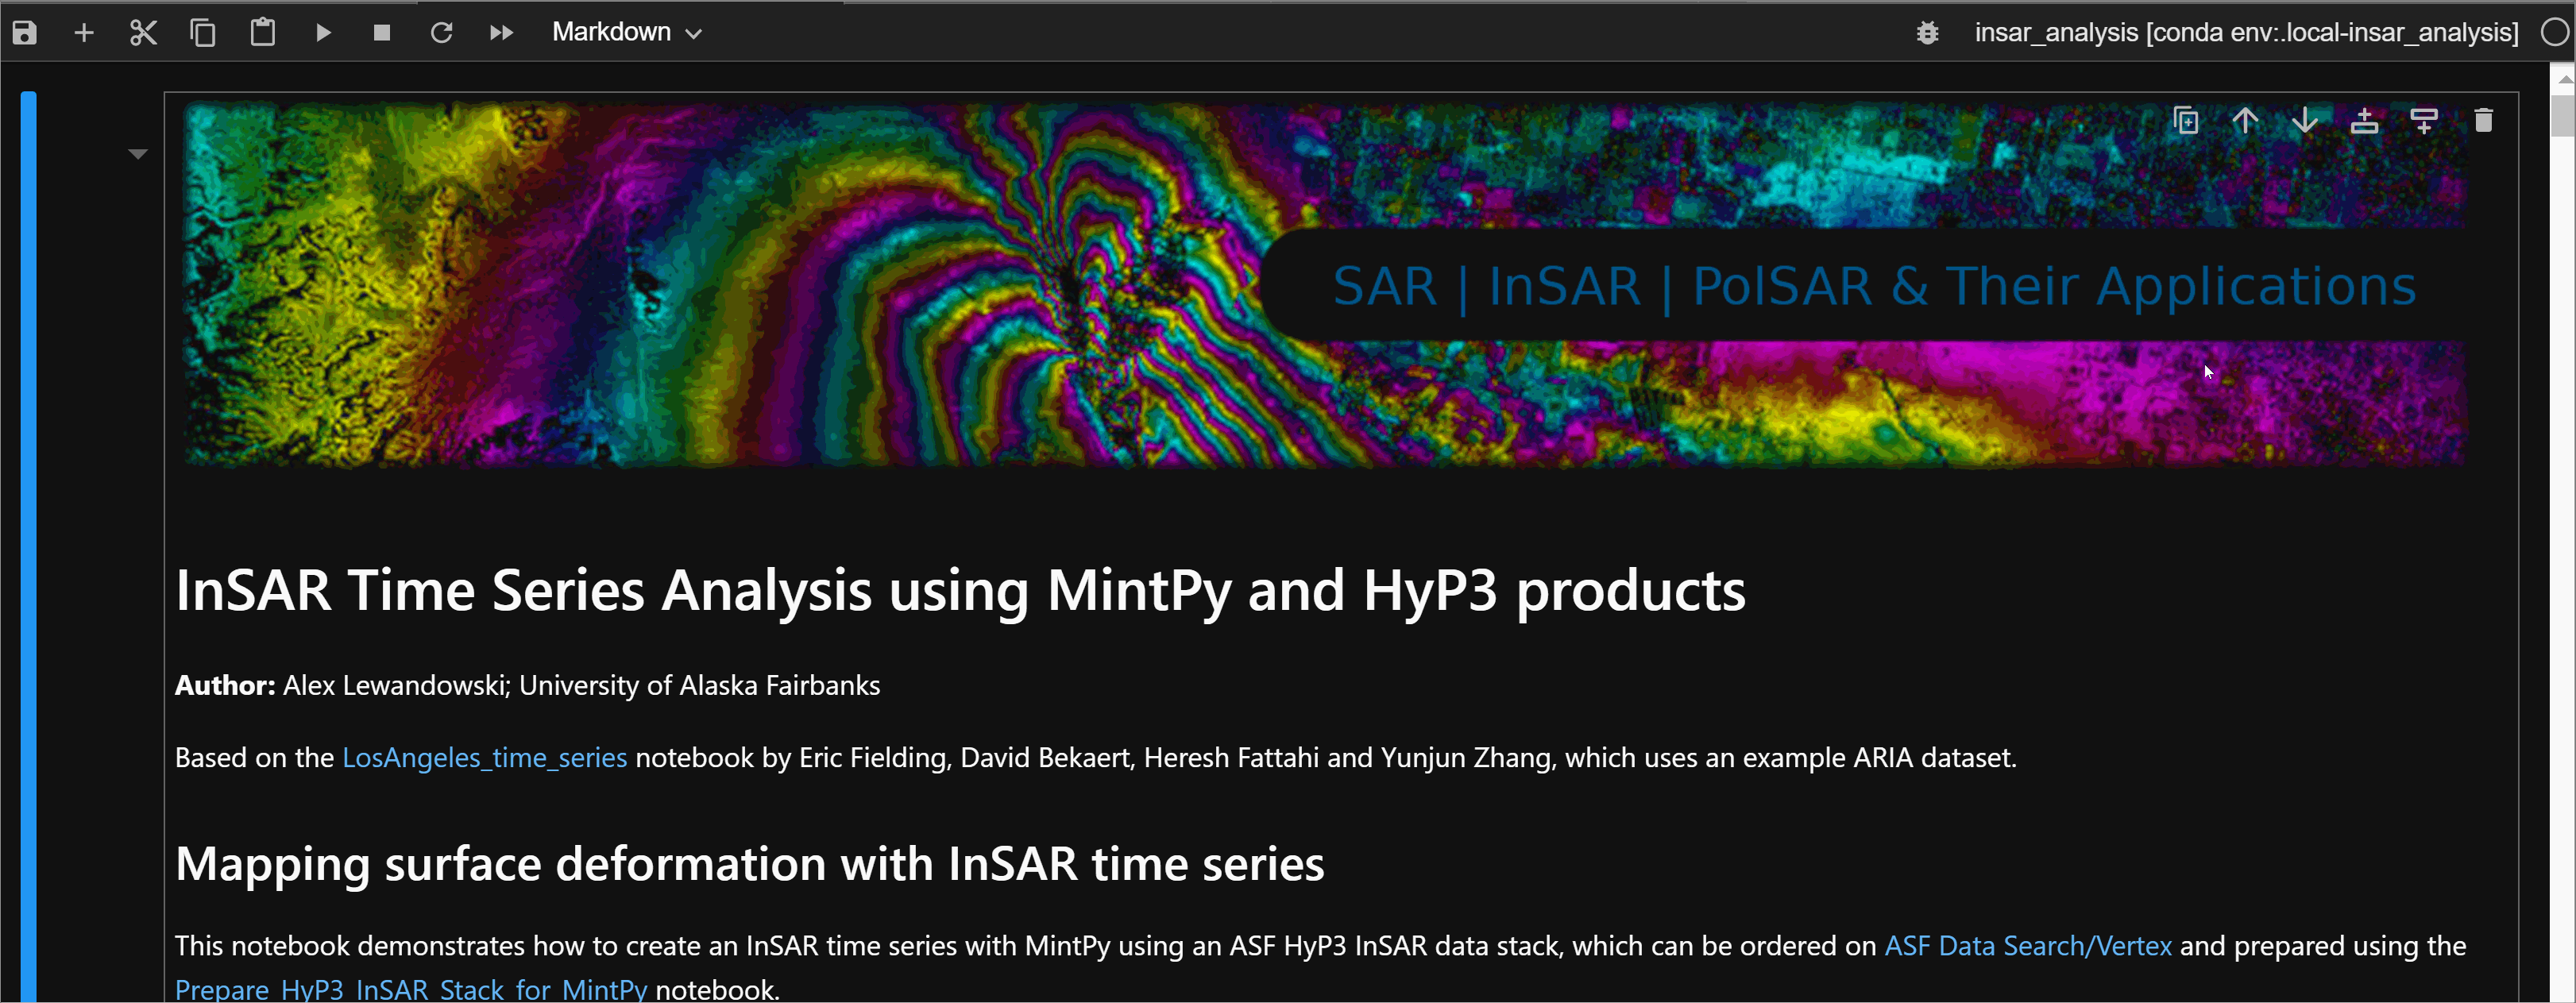 Markdown
insar_analysis [conda env:.local-insar_analysis]
SAR | InSAR | PolSAR & Their Applications
InSAR Time Series Analysis using MintPy and HyP3 products
Author: Alex Lewandowski; University of Alaska Fairbanks
Based on the LosAngeles_time_series notebook by Eric Fielding, David Bekaert, Heresh Fattahi and Yunjun Zhang, which uses an example ARIA dataset.
Mapping surface deformation with InSAR time series
This notebook demonstrates how to create an InSAR time series with MintPy using an ASF HyP3 InSAR data stack, which can be ordered on ASF Data Search/Vertex and prepared using the
Prepare_HyP3_InSAR_Stack_for_MintPy notebook.